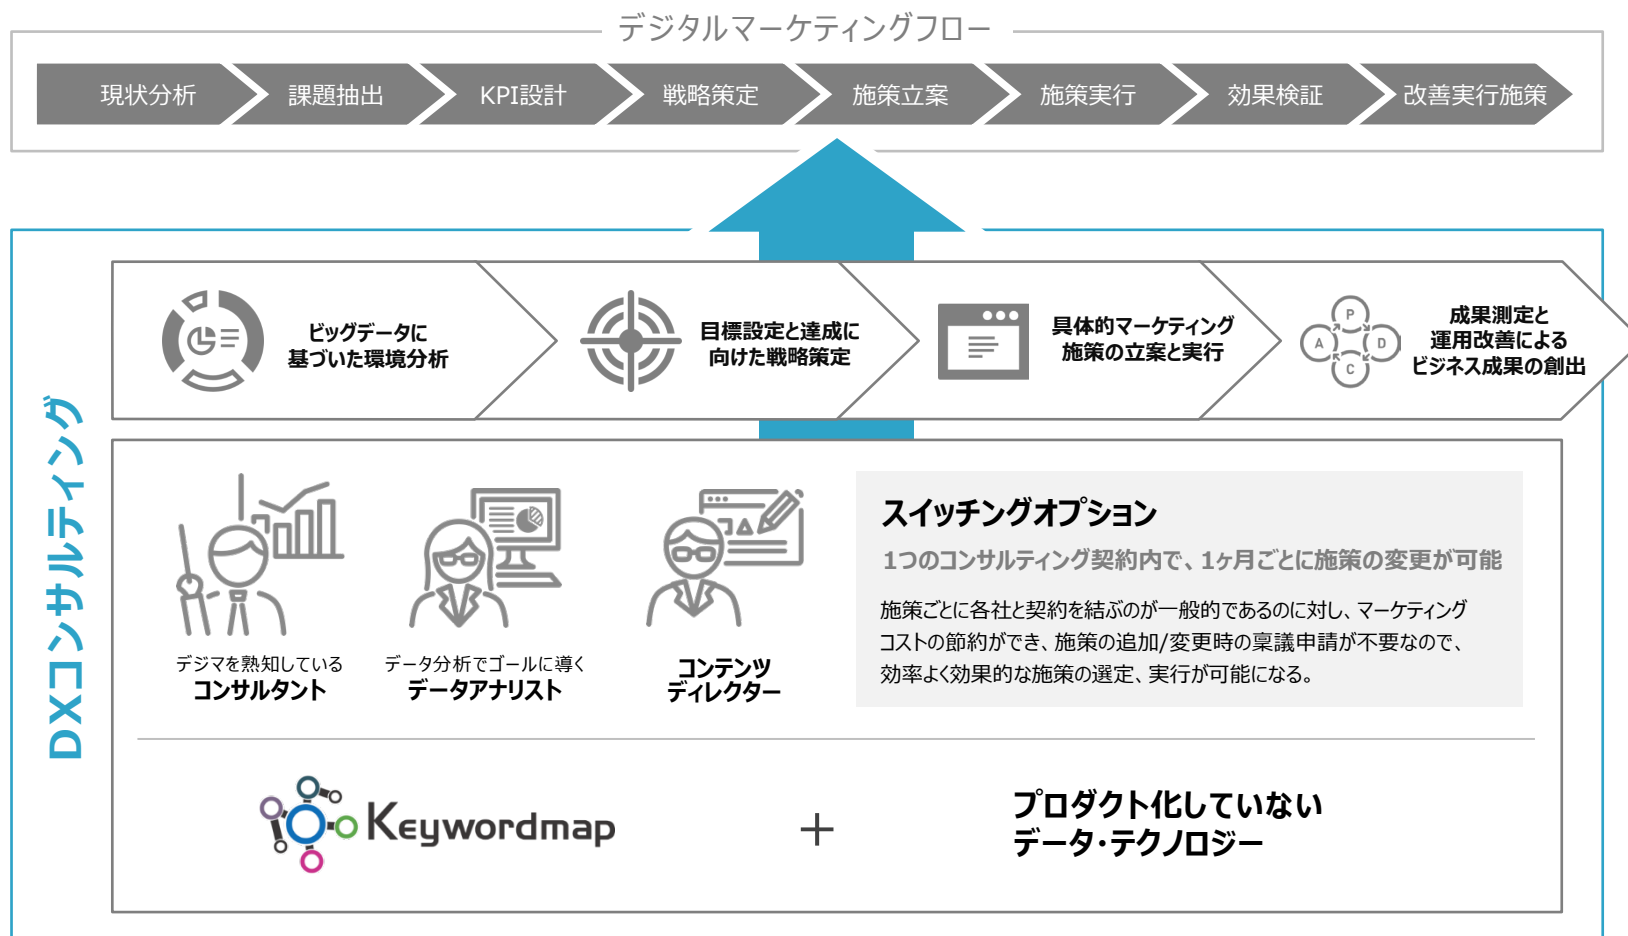 デジタルマーケティングフロー
現状分析
課題抽出
KPI設計
戦略策定
施策立案
施策実行
効果検証
改善実行施策
DXコンサルティング
ビッグデータに
基づいた環境分析
目標設定と達成に
向けた戦略策定
具体的マーケティング
施策の立案と実行
P
A
D
C
成果測定と
運用改善による
ビジネス成果の創出
デジマを熟知している
コンサルタント
データ分析でゴールに導く
データアナリスト
コンテンツ
ディレクター
スイッチングオプション
1つのコンサルティング契約内で、1ヶ月ごとに施策の変更が可能
施策ごとに各社と契約を結ぶのが一般的であるのに対し、マーケティング
コストの節約ができ、施策の追加/変更時の稟議申請が不要なので、
効率よく効果的な施策の選定、実行が可能になる。
Keywordmap
+
プロダクト化していない
データ・テクノロジー